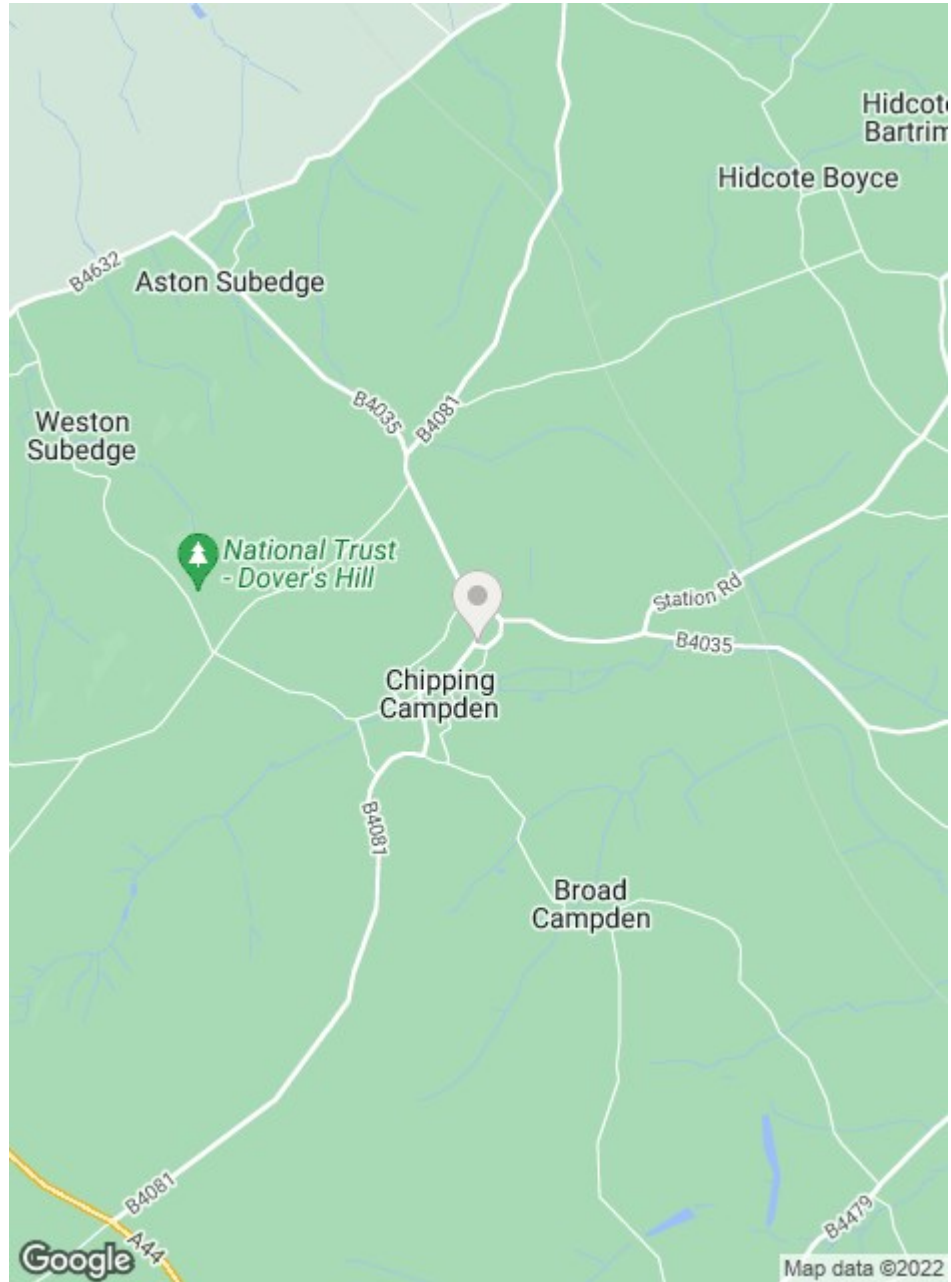 Hidcot
Bartrim
Hidcote Boyce
B4632
Aston Subedge
B4035
B4081
Weston
Subedge
National Trust
- Dover's Hill
Station Rd
B4035
Chipping
Campden
B4081
Broad
Campden
B4081
A44
B4479
Google
Map data ©2022